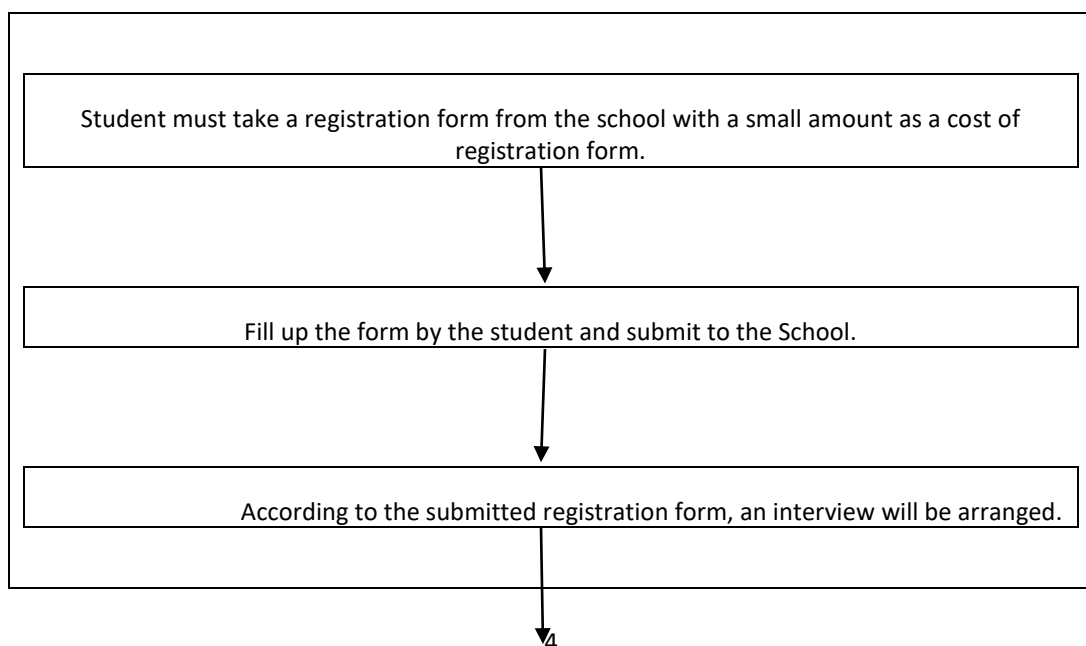 Student must take a registration form from the school with a small amount as a cost of
registration form.
Fill up the form by the student and submit to the School.
According to the submitted registration form, an interview will be arranged.
4